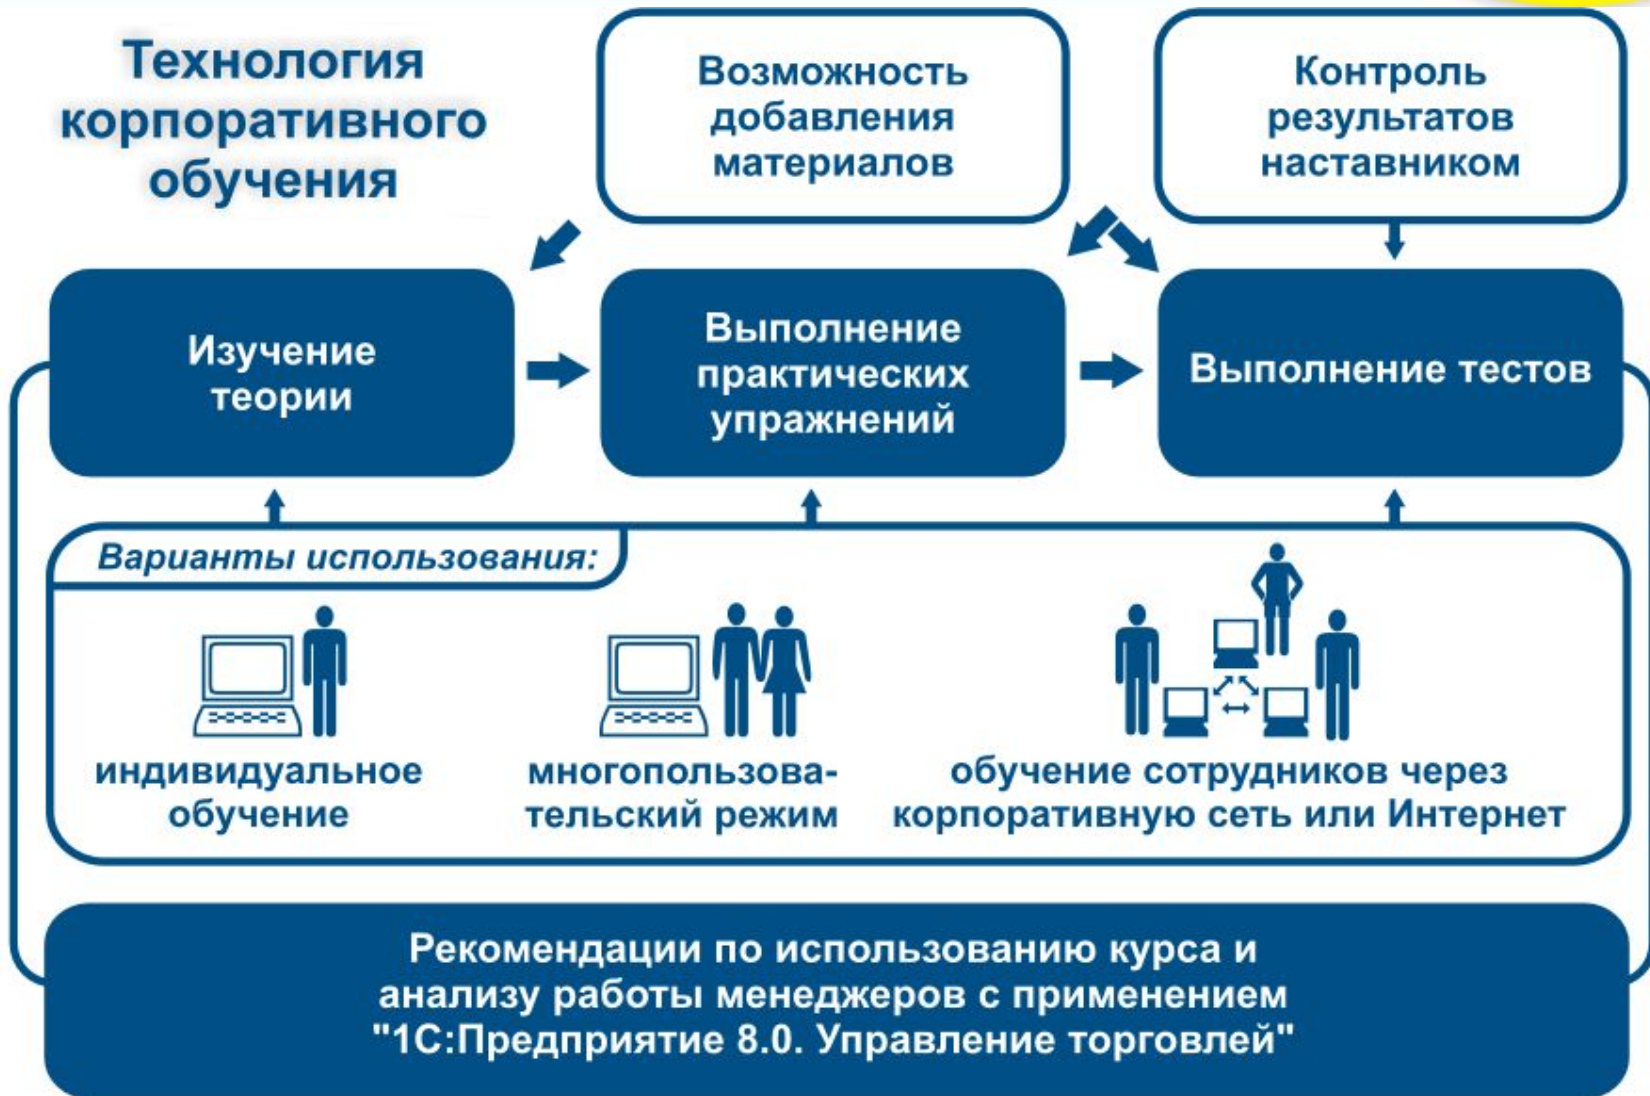 Технология
корпоративного
обучения
Возможность
добавления
материалов
Контроль
результатов
наставником
Изучение
теории
Выполнение
практических
упражнений
Выполнение тестов
Варианты использования:
индивидуальное
обучение
многопользова-
тельский режим
обучение сотрудников через
корпоративную сеть или Интернет
Рекомендации по использованию курса и
анализу работы менеджеров с применением
"1С:Предприятие 8.0. Управление торговлей"